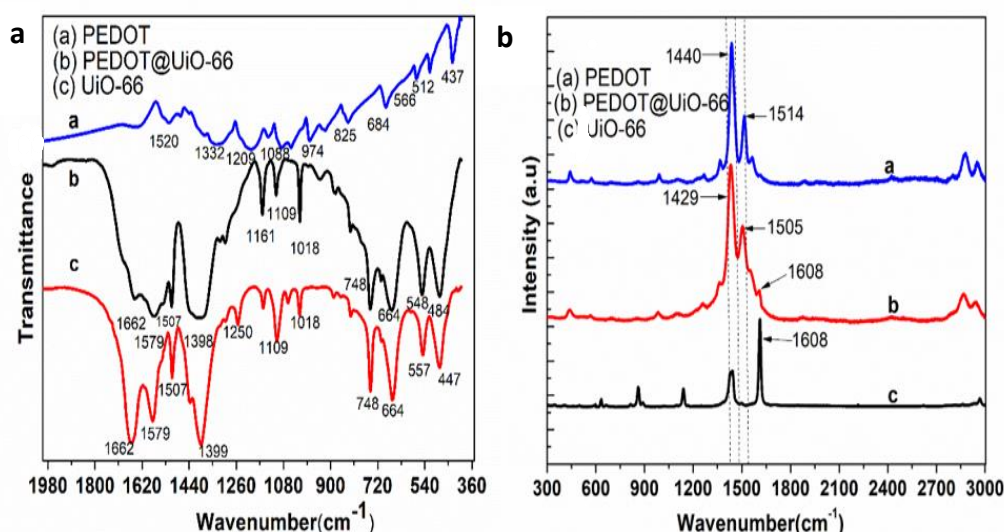 a
(a) PEDOT
(b) PEDOT@UiO-66
(c) UiO-66
a
1520
1332
1209
1088
974
825
684
566
512
437
b
1662
1579
1507
1398
1161
1109
1018
748
664
548
484
c
1662
1579
1507
1399
1250
1109
1018
748
664
557
447
Transmittance
1980 1800 1620 1440 1260 1080 900 720 540 360
Wavenumber(cm-1)
b
(a) PEDOT
(b) PEDOT@UiO-66
(c) UiO-66
1440
1514
a
1429
1505
1608
b
1608
c
Intensity (a.u)
300 600 900 1200 1500 1800 2100 2400 2700 3000
Wavenumber(cm-1)